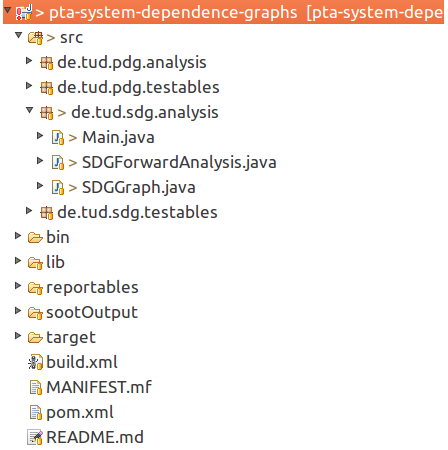 > pta-system-dependence-graphs [pta-system-depe
> src
de.tud.pdg.analysis
de.tud.pdg.testables
> de.tud.sdg.analysis
> Main.java
> SDGForwardAnalysis.java
> SDGGraph.java
de.tud.sdg.testables
bin
lib
reportables
sootOutput
target
build.xml
MANIFEST.mf
pom.xml
README.md